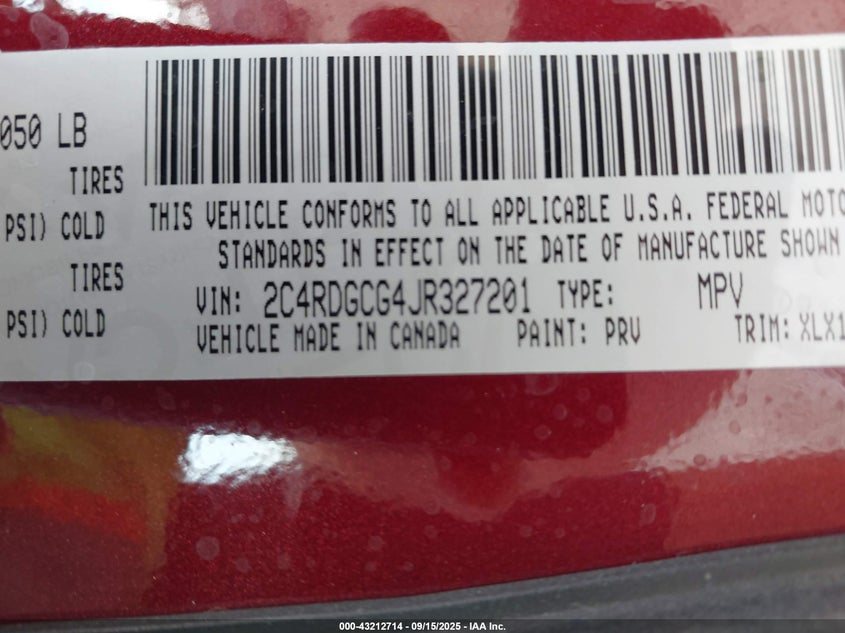 050 LB
TIRES
PSI) COLD
TIRES
PSI) COLD
THIS VEHICLE CONFORMS TO ALL APPLICABLE U.S.A. FEDERAL MOTO
STANDARDS IN EFFECT ON THE DATE OF MANUFACTURE SHOWN
VIN: 2C4RDGCG4JR327201 TYPE: MPV
VEHICLE MADE IN CANADA PAINT: PRV TRIM: XLX1
000-43212714 - 09/15/2025 - IAA Inc.